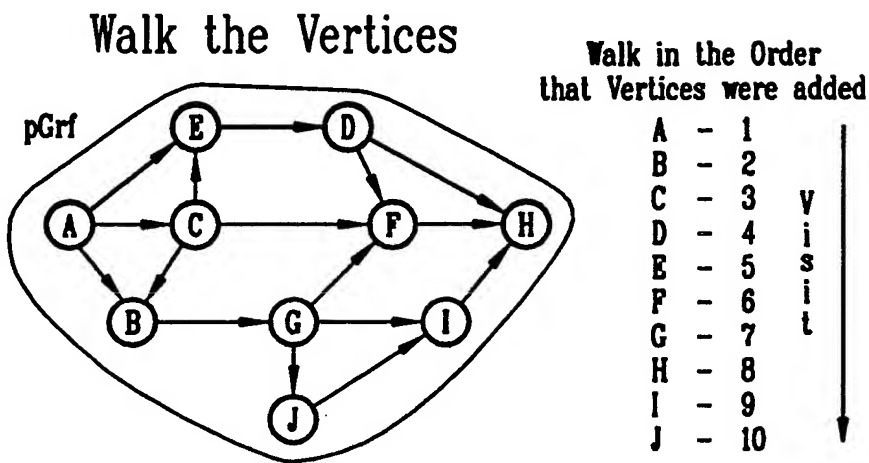 Walk the Vertices
pGrf
E
D
A
C
F
H
B
G
I
J
Walk in the Order
that Vertices were added
A - 1
B - 2
C - 3
D - 4
E - 5
F - 6
G - 7
H - 8
I - 9
J - 10
Visit